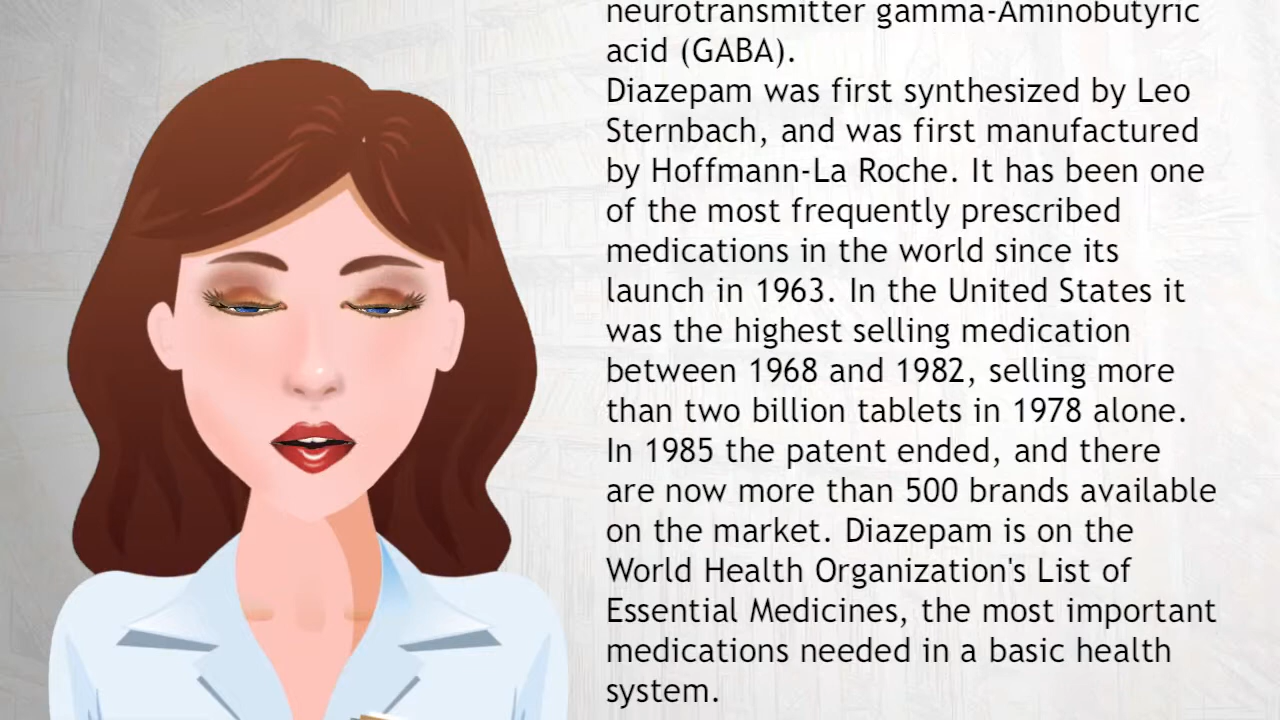 neurotransmitter gamma-Aminobutyric
acid (GABA).
Diazepam was first synthesized by Leo
Sternbach, and was first manufactured
by Hoffmann-La Roche. It has been one
of the most frequently prescribed
medications in the world since its
launch in 1963. In the United States it
was the highest selling medication
between 1968 and 1982, selling more
than two billion tablets in 1978 alone.
In 1985 the patent ended, and there
are now more than 500 brands available
on the market. Diazepam is on the
World Health Organization's List of
Essential Medicines, the most important
medications needed in a basic health
system.